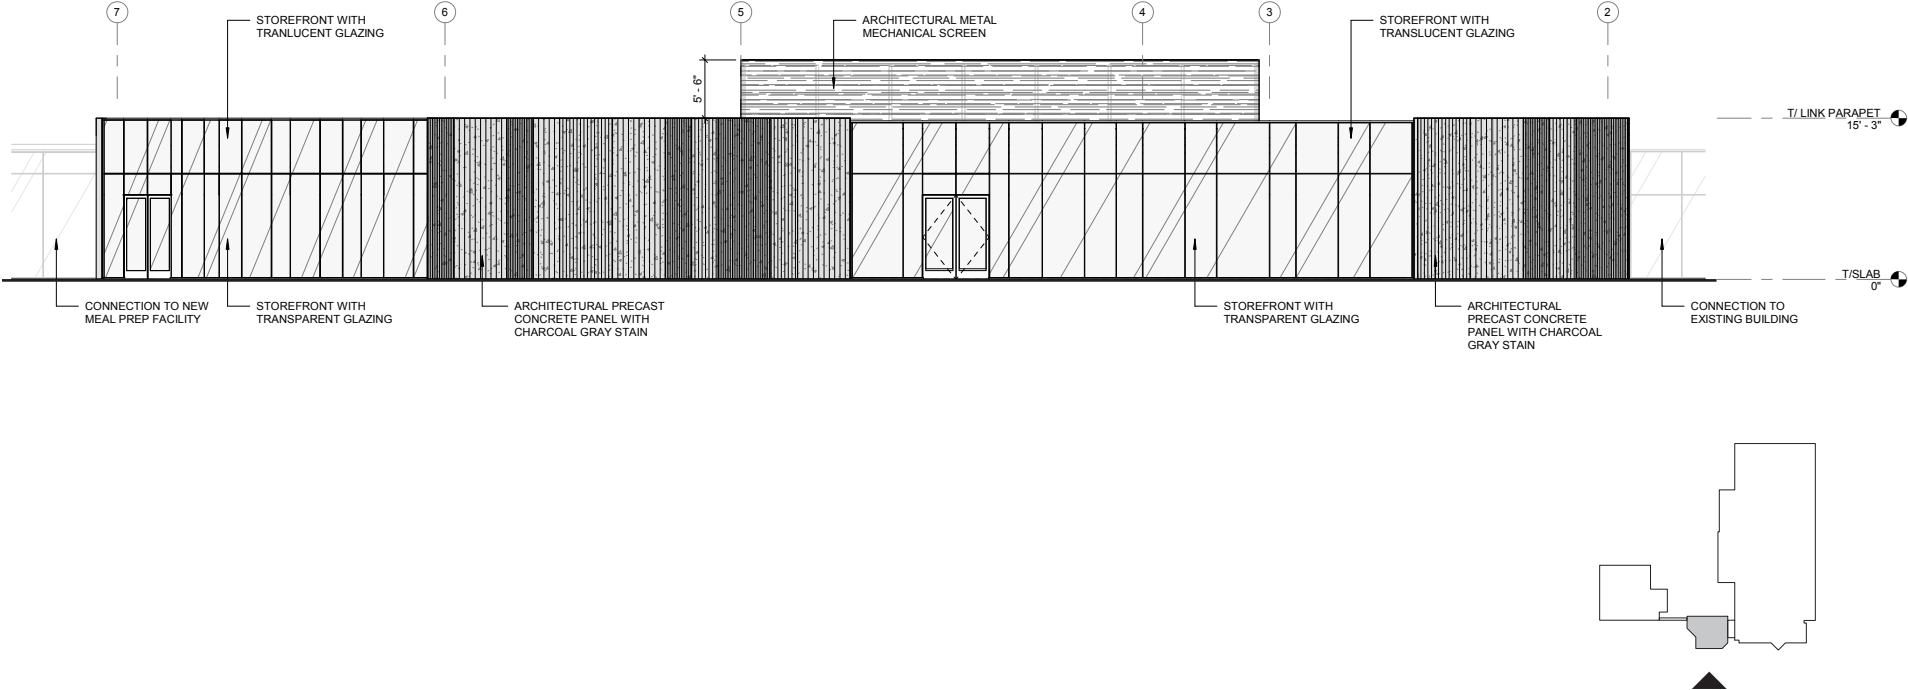 7
6
5
4
3
2
STOREFRONT WITH
TRANLUCENT GLAZING
ARCHITECTURAL METAL
MECHANICAL SCREEN
STOREFRONT WITH
TRANSLUCENT GLAZING
5' - 6"
T/ LINK PARAPET
15' - 3"
T/SLAB
0"
CONNECTION TO NEW
MEAL PREP FACILITY
STOREFRONT WITH
TRANSPARENT GLAZING
ARCHITECTURAL PRECAST
CONCRETE PANEL WITH
CHARCOAL GRAY STAIN
STOREFRONT WITH
TRANSPARENT GLAZING
ARCHITECTURAL
PRECAST CONCRETE
PANEL WITH CHARCOAL
GRAY STAIN
CONNECTION TO
EXISTING BUILDING